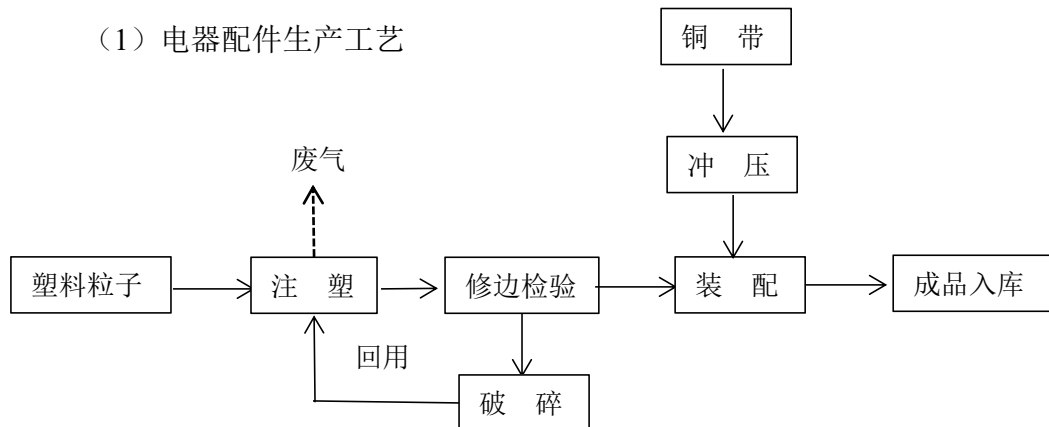 （1）电器配件生产工艺
铜 带
冲 压
废气
塑料粒子
注 塑
修边检验
装 配
成品入库
回用
破 碎